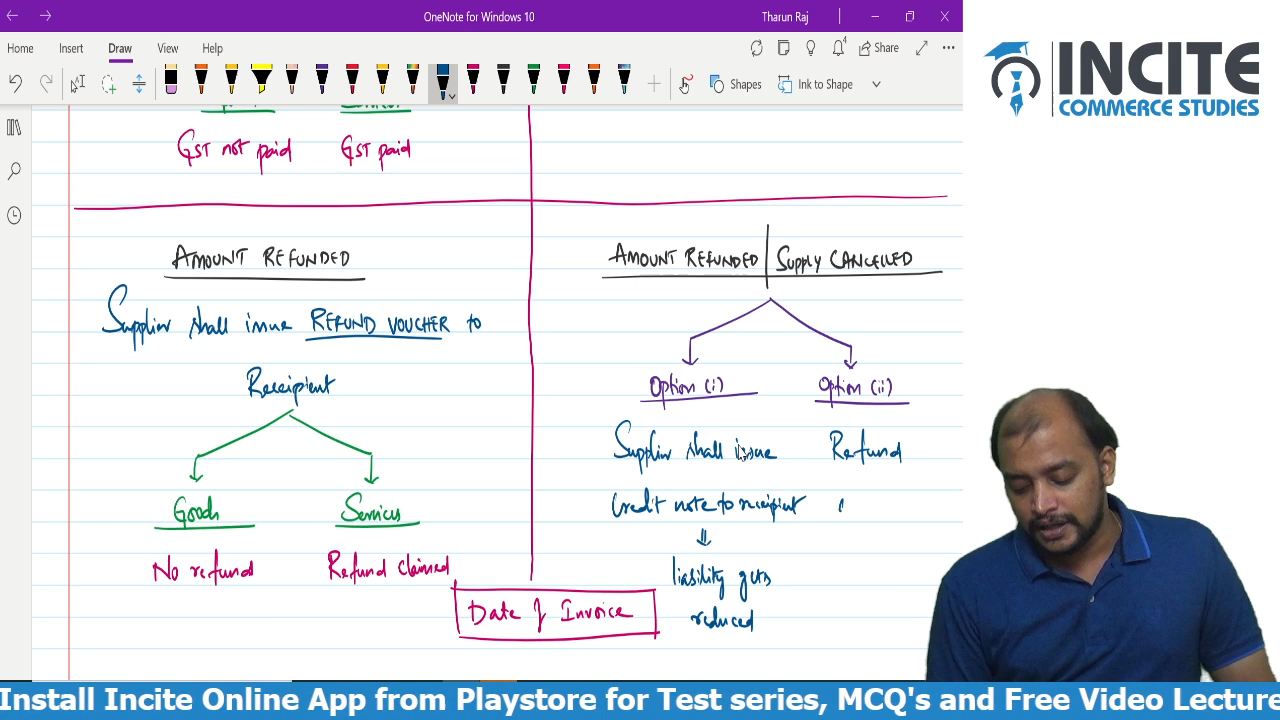 OneNote for Windows 10
Tharun Raj
Home Insert Draw View Help
4 Share
Shapes Ink to Shape
INCITE
COMMERCE STUDIES
GST not paid GST paid
AMOUNT REFUNDED
Supplier shall issue REFUND VOUCHER to
Receipient
Goods Services
No refund Refund claimed
Date of Invoice
AMOUNT REFUNDED | SUPPLY CANCELLED
Option (i) Option (ii)
Supplier shall issue Refund
Credit note to recipient
liability gets
reduced
Install Incite Online App from Playstore for Test series, MCQ's and Free Video Lecture